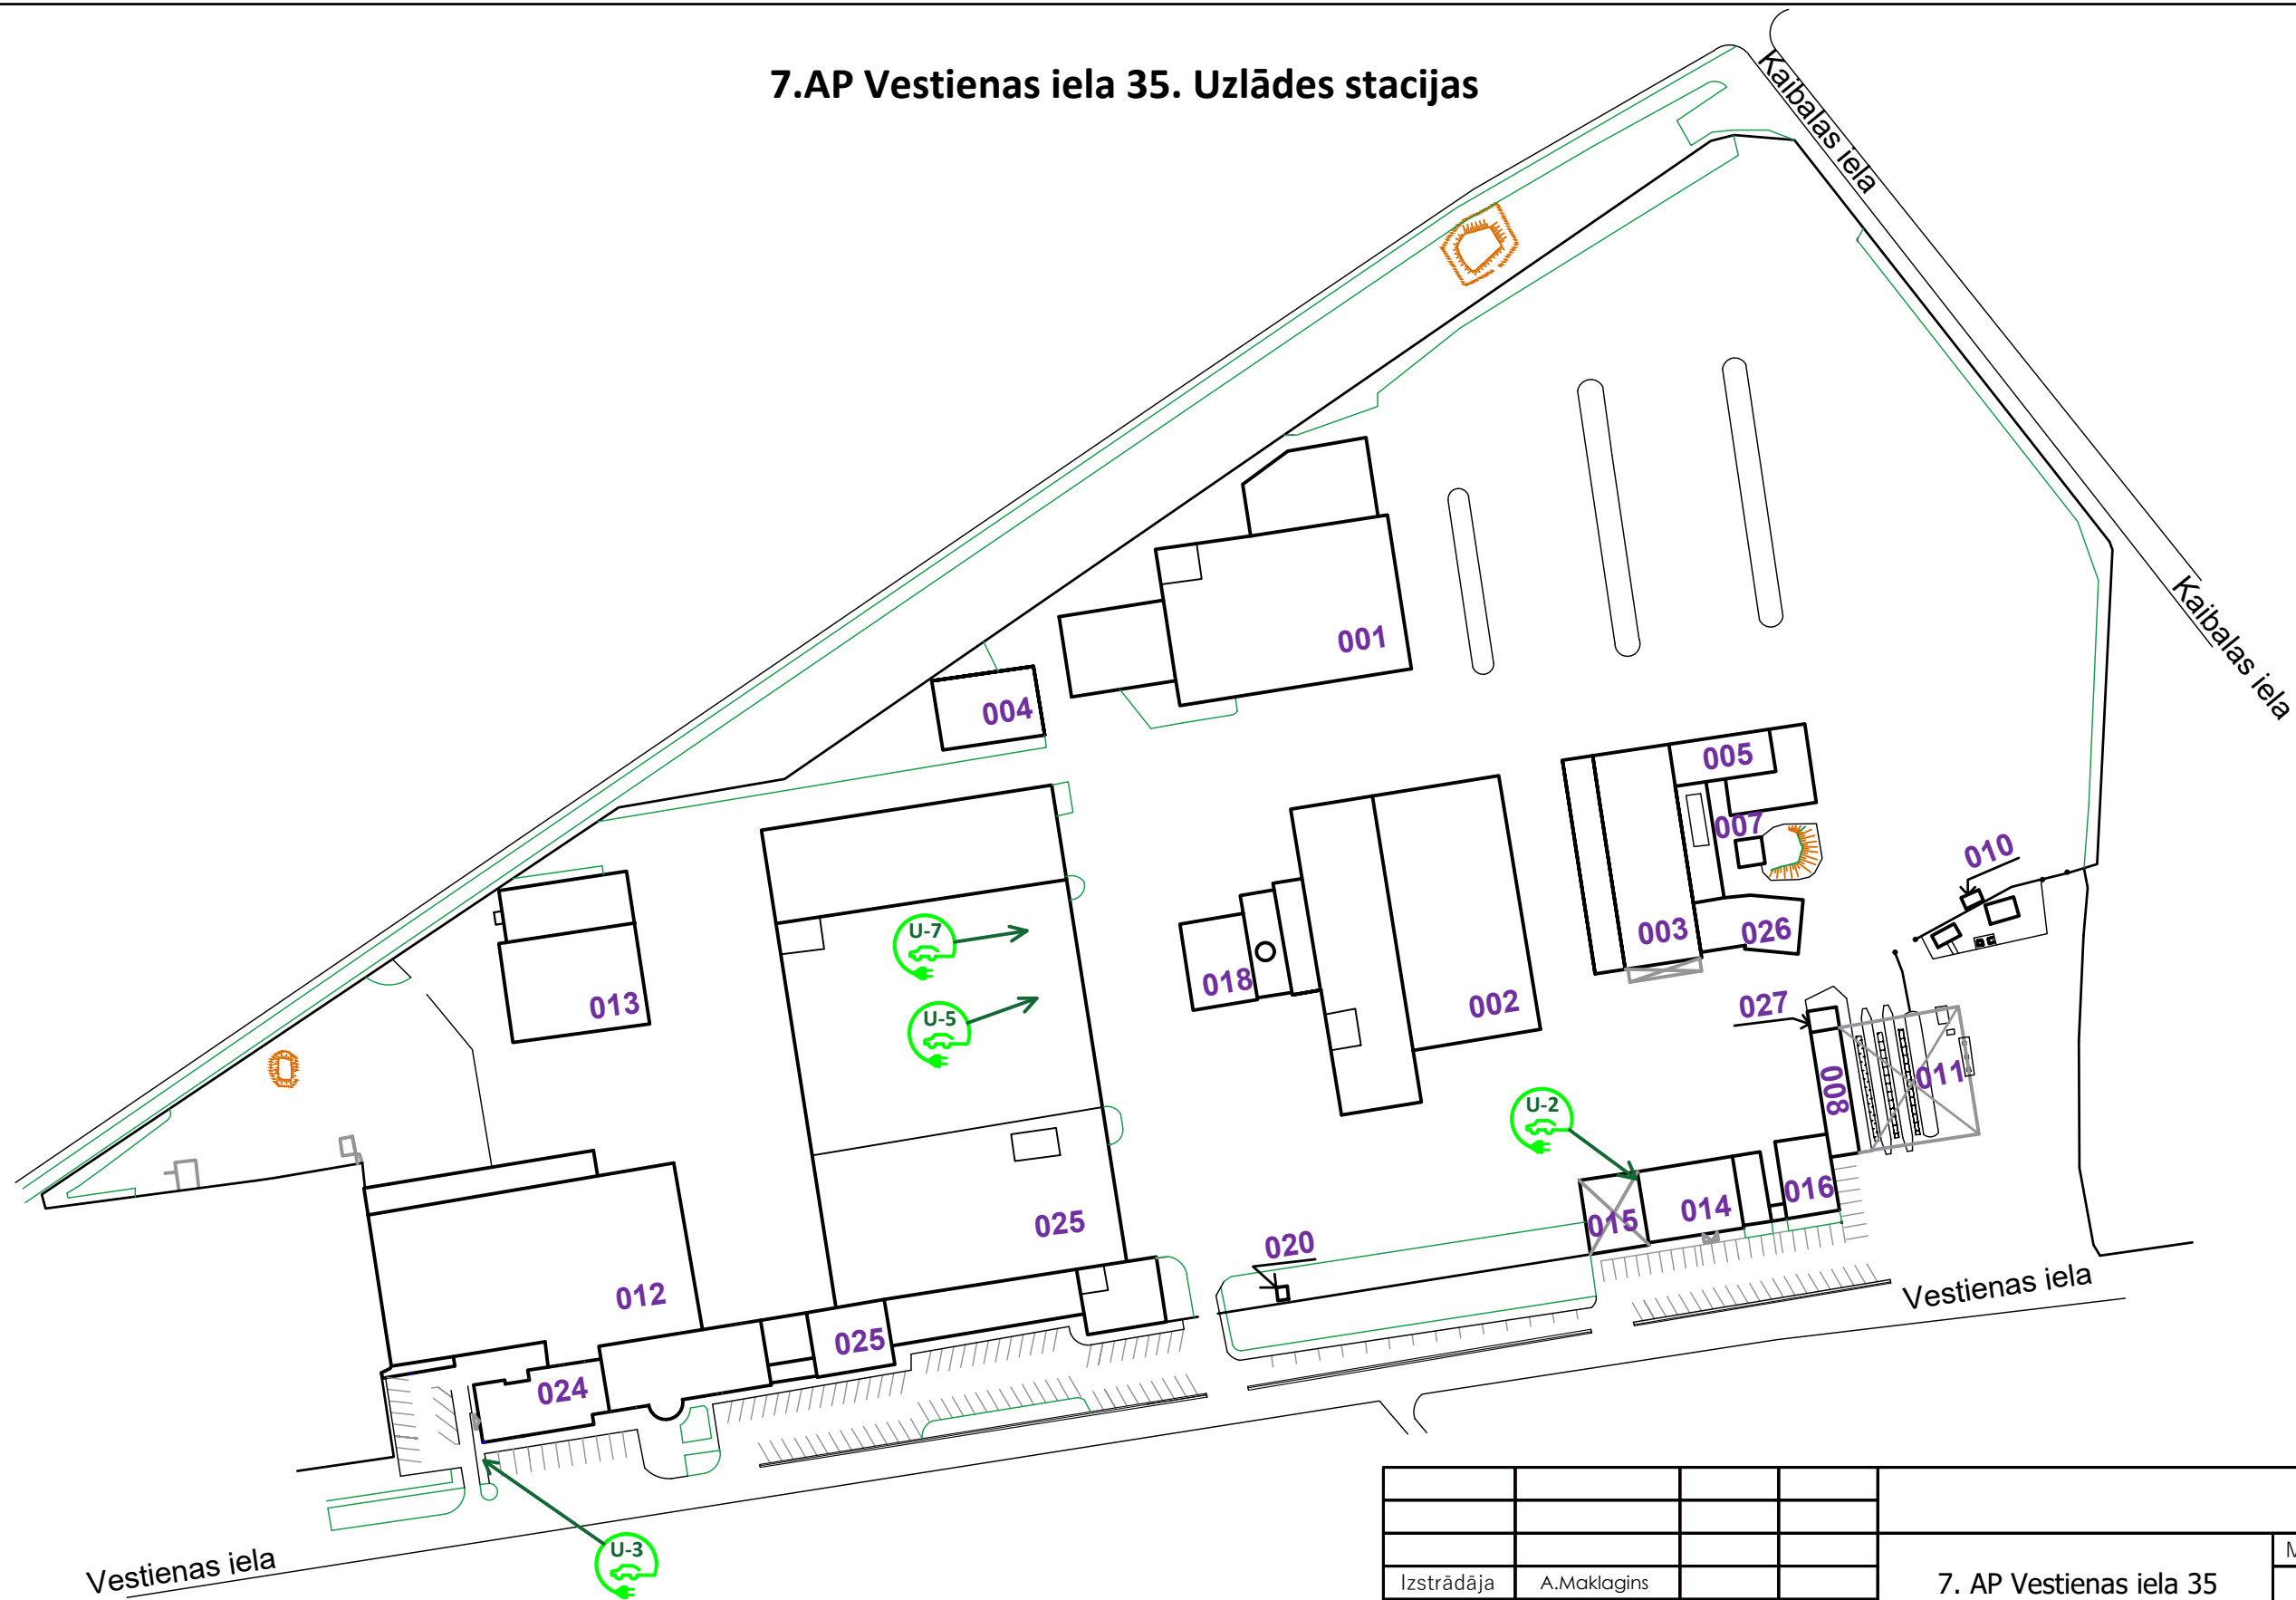 7.AP Vestienas iela 35. Uzlādes stacijas
Kaibalas iela
Kaibalas iela
001
004
005
007
010
U-7
003
026
018
002
013
U-5
027
011
008
U-2
016
014
015
025
020
012
Vestienas iela
025
024
U-3
Vestienas iela
Izstrādāja
A.Maklagins
7. AP Vestienas iela 35